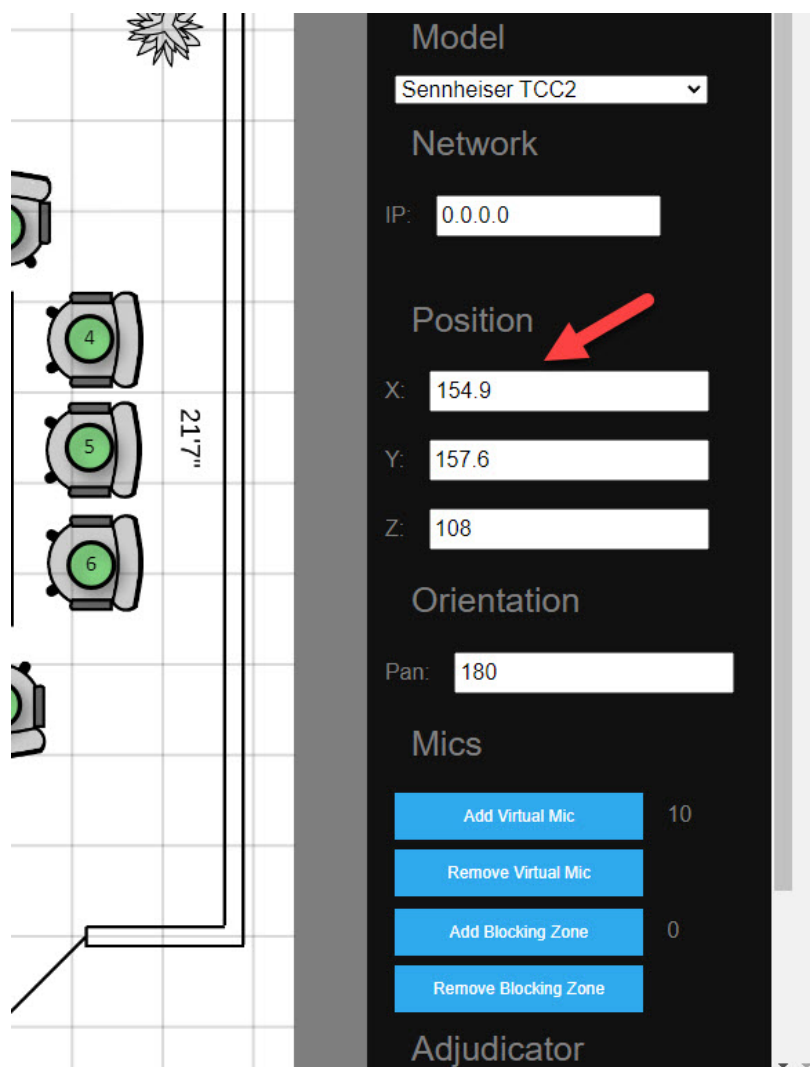 Model
Sennheiser TCC2
Network
IP: 0.0.0.0
Position
X: 154.9
Y: 157.6
Z: 108
Orientation
Pan: 180
Mics
Add Virtual Mic 10
Remove Virtual Mic
Add Blocking Zone 0
Remove Blocking Zone
Adjudicator
4
5
6
21'7"